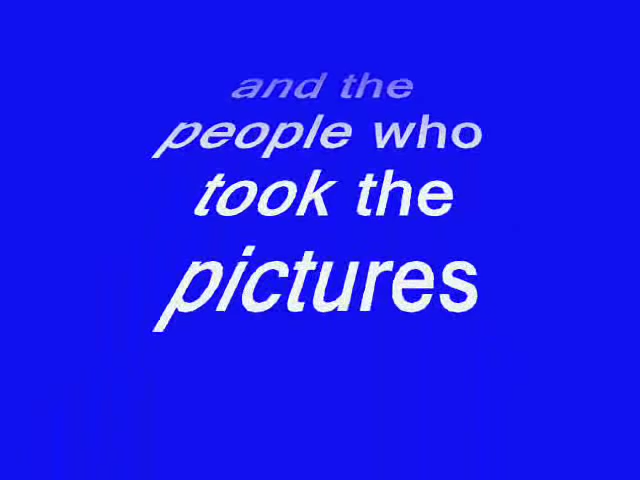 and the
people who
took the
pictures